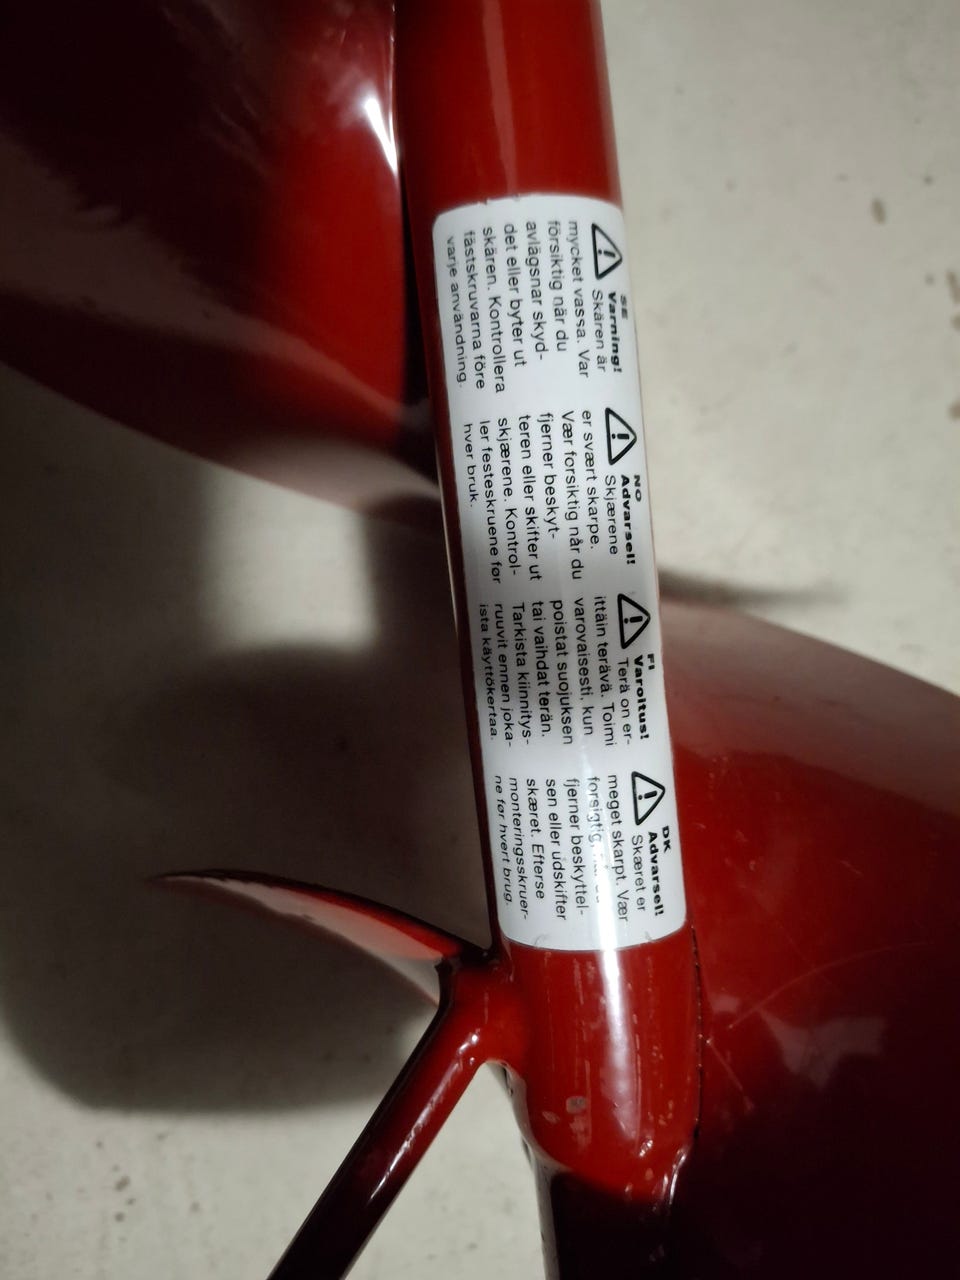 SE
Varning!
Skären är
mycket vassa. Var
försiktig när du
avlägsnar skyd-
det eller byter ut
skären. Kontrollera
fästskruvarna före
varje användning.
NO
Advarsel!
Skjærene
er svært skarpe.
Vær forsiktig når du
fjerner beskyt-
teren eller skifter ut
skjærene. Kontrol-
ler festeskruene før
hver bruk.
FI
Varoitus!
Terä on er-
ittäin terävä. Toimi
varovaisesti, kun
poistat suojuksen
tai vaihdat terän.
Tarkista kiinnitys-
ruuvit ennen joka-
ista käyttökertaa.
DK
Advarsel!
Skæret er
meget skarpt. Vær
forsigtig,
fjerner beskyttel-
sen eller udskifter
skæret. Efterse
monteringsskruer-
ne før hvert brug.